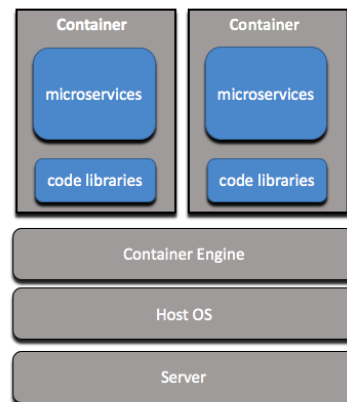 Container
Container
microservices
microservices
code libraries
code libraries
Container Engine
Host OS
Server